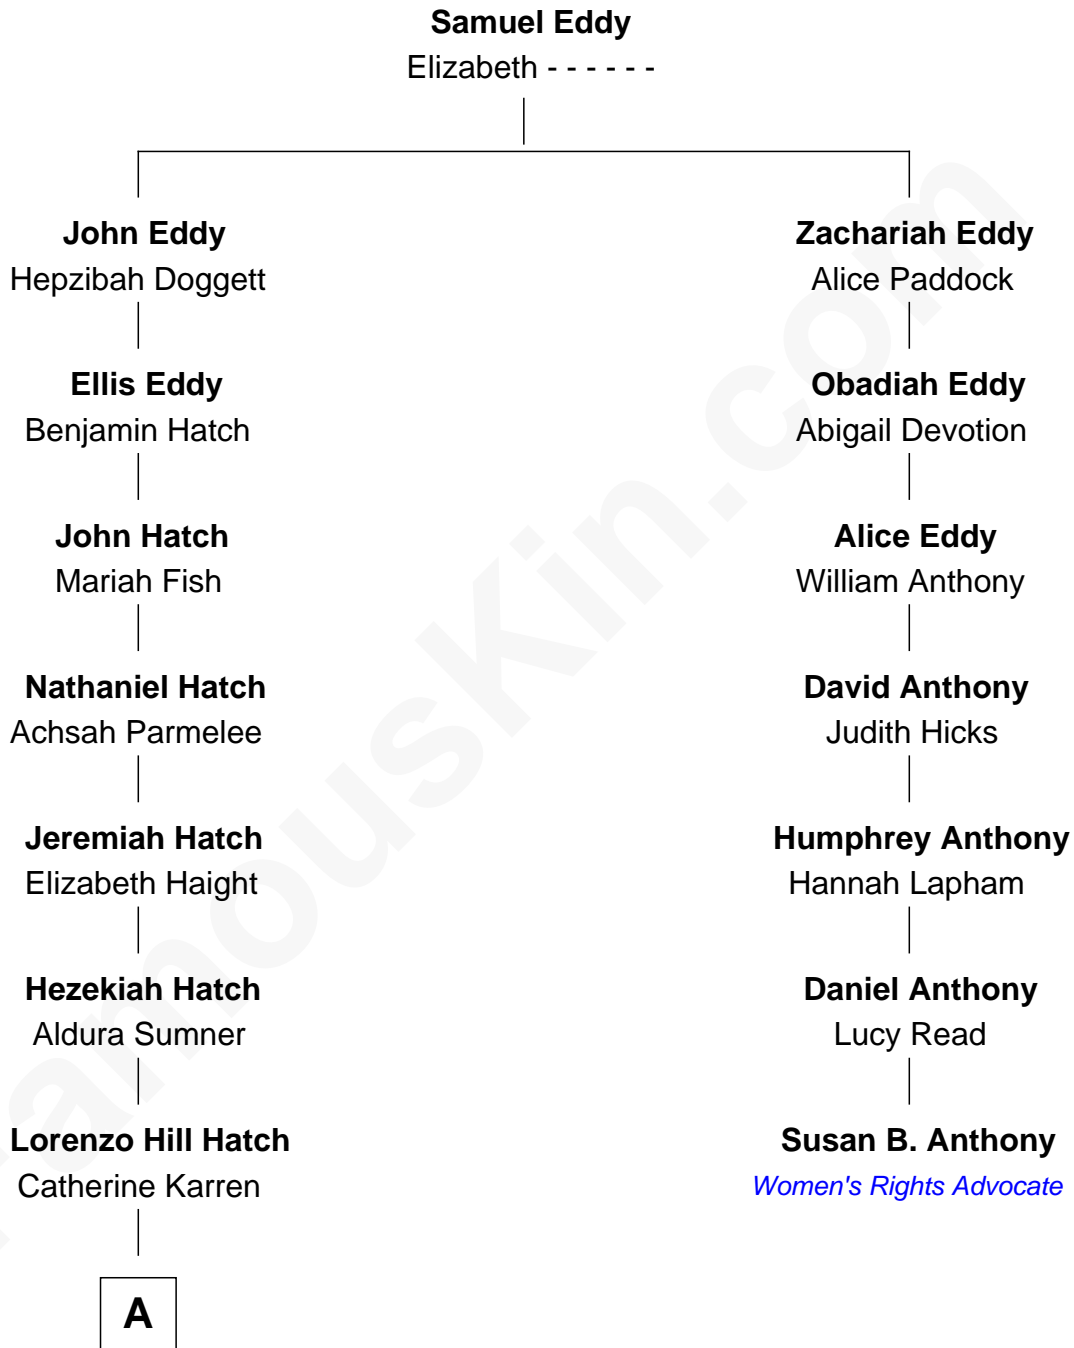 Samuel Eddy
Elizabeth - - - - - -
John Eddy
Hepzibah Doggett
Zachariah Eddy
Alice Paddock
Ellis Eddy
Benjamin Hatch
Obadiah Eddy
Abigail Devotion
John Hatch
Mariah Fish
Alice Eddy
William Anthony
Nathaniel Hatch
Achsah Parmelee
David Anthony
Judith Hicks
Jeremiah Hatch
Elizabeth Haight
Humphrey Anthony
Hannah Lapham
Hezekiah Hatch
Aldura Sumner
Daniel Anthony
Lucy Read
Lorenzo Hill Hatch
Catherine Karren
Susan B. Anthony
Women's Rights Advocate
A
FamousKin.com